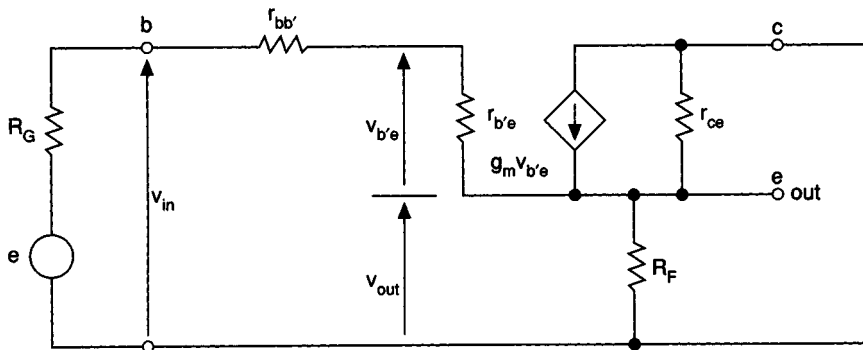 b
r_bb'
c
R_G
v_in
v_b'e
r_b'e
g_m v_b'e
r_ce
e
out
e
v_out
R_F